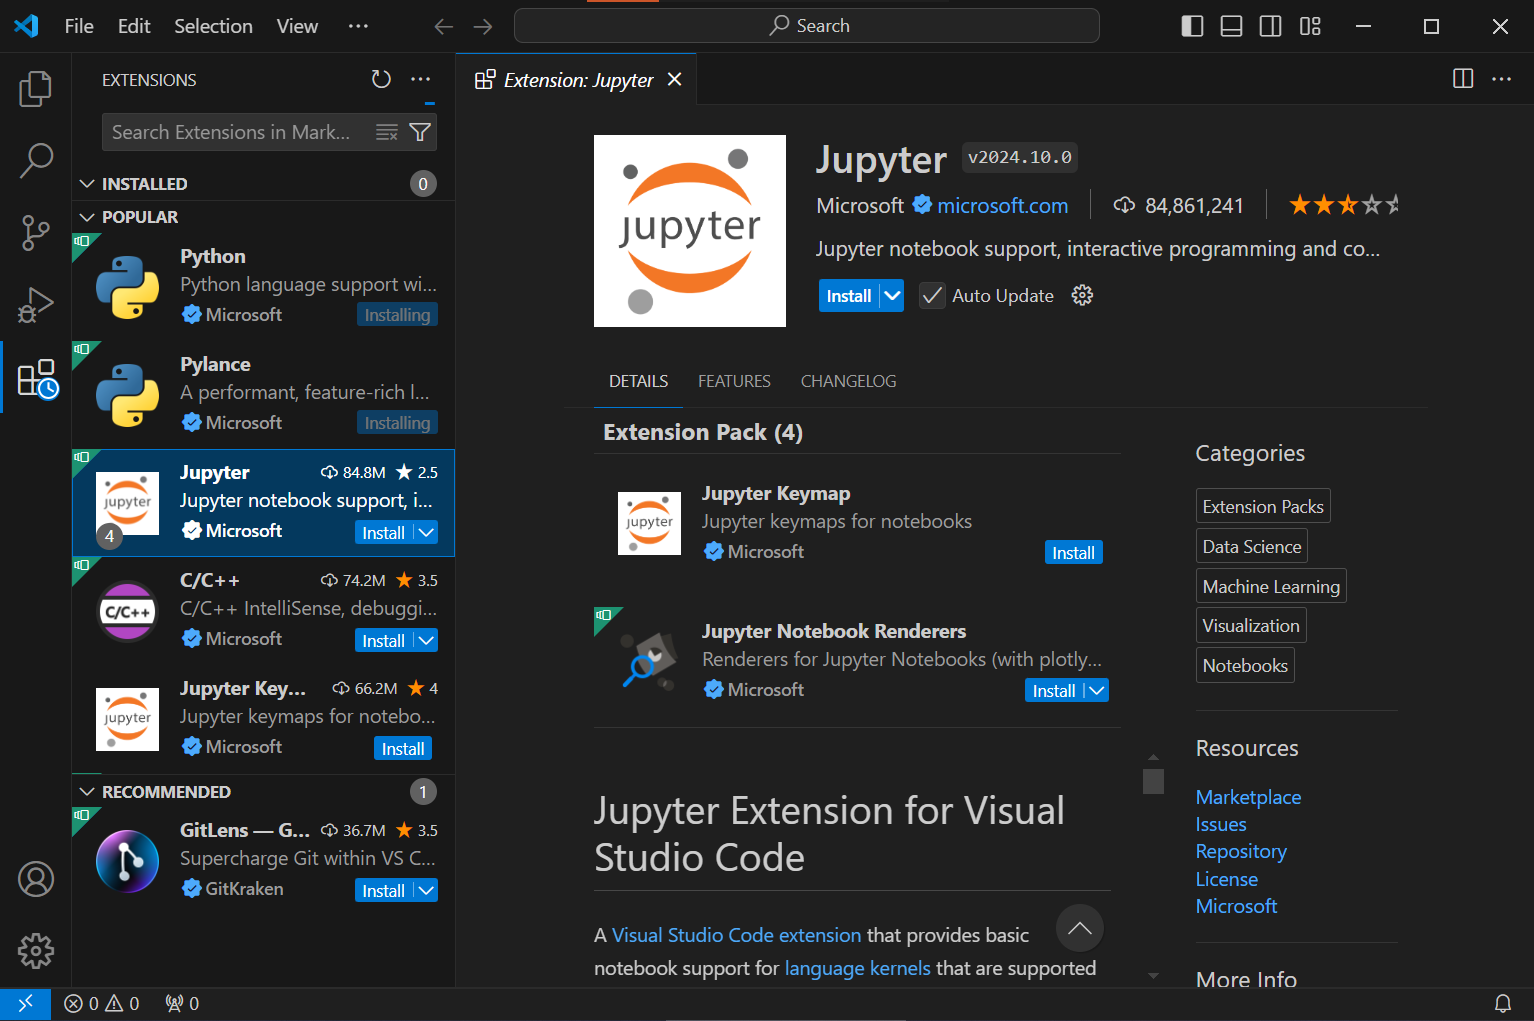 File Edit Selection View
Search
EXTENSIONS
Search Extensions in Mark...
INSTALLED 0
POPULAR
Python
Python language support wi...
Microsoft Installing
Pylance
A performant, feature-rich l...
Microsoft Installing
jupyter
4
Jupyter 84.8M 2.5
Jupyter notebook support, i...
Microsoft Install
C/C++
C/C++ 74.2M 3.5
C/C++ IntelliSense, debuggi...
Microsoft Install
jupyter
Jupyter Key... 66.2M 4
Jupyter keymaps for notebo...
Microsoft Install
RECOMMENDED 1
GitLens — G... 36.7M 3.5
Supercharge Git within VS C...
GitKraken Install
Extension: Jupyter
jupyter
Jupyter v2024.10.0
Microsoft microsoft.com 84,861,241
Jupyter notebook support, interactive programming and co...
Install Auto Update
DETAILS FEATURES CHANGELOG
Extension Pack (4)
jupyter
Jupyter Keymap
Jupyter keymaps for notebooks
Microsoft Install
Jupyter Notebook Renderers
Renderers for Jupyter Notebooks (with plotly...
Microsoft Install
Jupyter Extension for Visual
Studio Code
A Visual Studio Code extension that provides basic
notebook support for language kernels that are supported
Categories
Extension Packs
Data Science
Machine Learning
Visualization
Notebooks
Resources
Marketplace
Issues
Repository
License
Microsoft
More Info
0 0 0